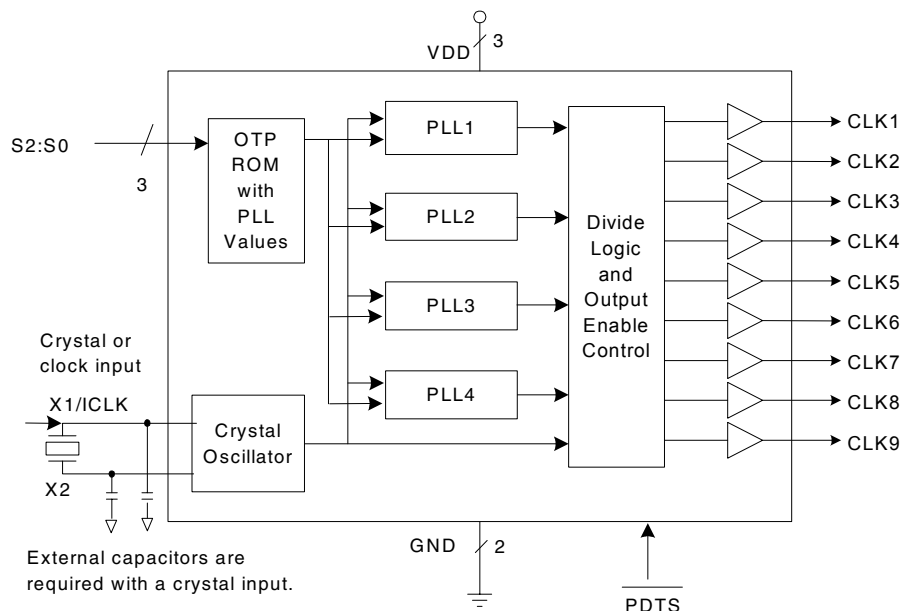 VDD
3
S2:S0
3
OTP
ROM
with
PLL
Values
PLL1
PLL2
PLL3
PLL4
Divide
Logic
and
Output
Enable
Control
CLK1
CLK2
CLK3
CLK4
CLK5
CLK6
CLK7
CLK8
CLK9
Crystal or
clock input
X1/ICLK
X2
Crystal
Oscillator
External capacitors are
required with a crystal input.
GND
2
PDTS